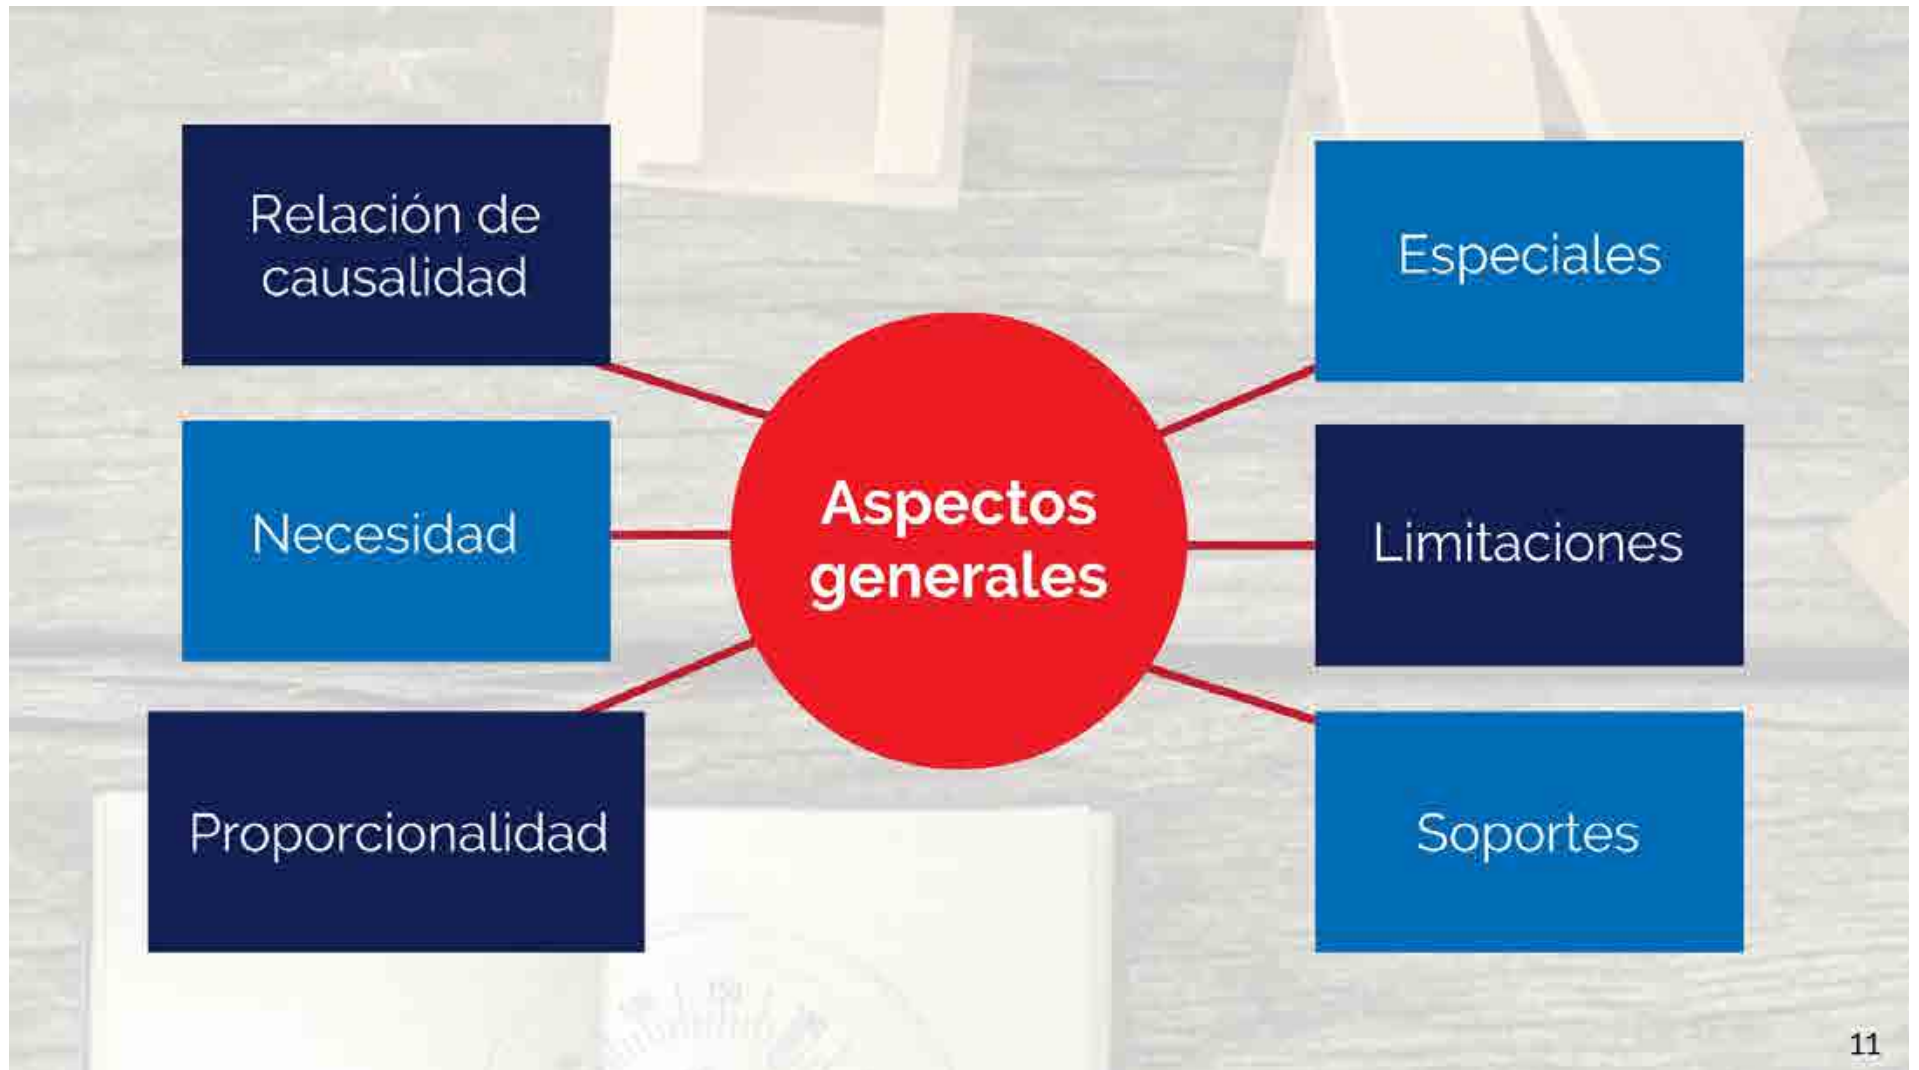 Relación de
causalidad
Necesidad
Proporcionalidad
Aspectos
generales
Especiales
Limitaciones
Soportes
11